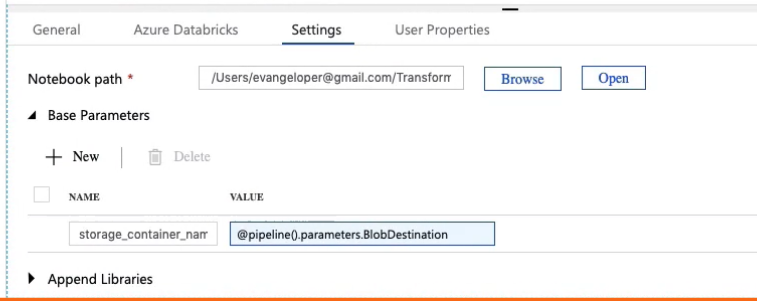 General Azure Databricks Settings User Properties
Notebook path * /Users/evangeloper@gmail.com/Transform Browse Open
Base Parameters
New Delete
NAME VALUE
storage_container_nam @pipeline().parameters.BlobDestination
Append Libraries